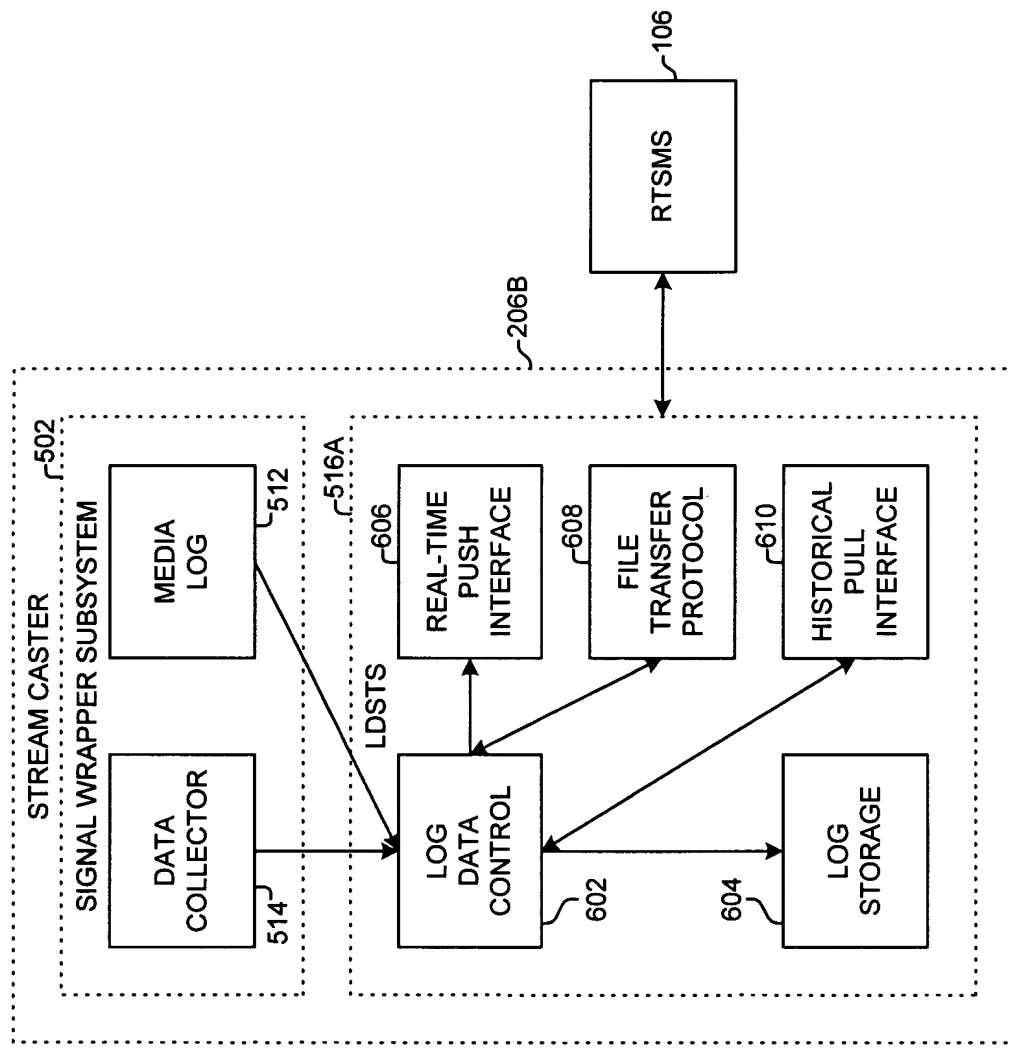 STREAM CASTER
SIGNAL WRAPPER SUBSYSTEM
502
DATA
COLLECTOR
514
MEDIA
LOG
512
LDSTS
516A
LOG
DATA
CONTROL
602
REAL-TIME
PUSH
INTERFACE
606
FILE
TRANSFER
PROTOCOL
608
LOG
STORAGE
604
HISTORICAL
PULL
INTERFACE
610
206B
RTSMS
106